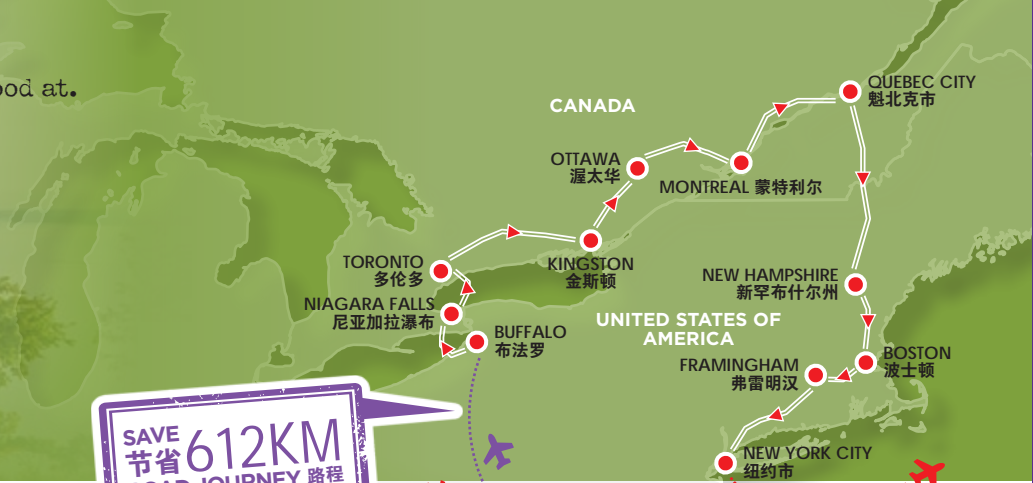 ood at.
CANADA
QUEBEC CITY
魁北克市
OTTAWA
渥太华
MONTREAL 蒙特利尔
TORONTO
多伦多
KINGSTON
金斯顿
NEW HAMPSHIRE
新罕布什尔州
NIAGARA FALLS
尼亚加拉瀑布
UNITED STATES OF
AMERICA
BUFFALO
布法罗
BOSTON
波士顿
FRAMINGHAM
弗雷明汉
SAVE
节省 612KM
ROAD JOURNEY 路程
NEW YORK CITY
纽约市